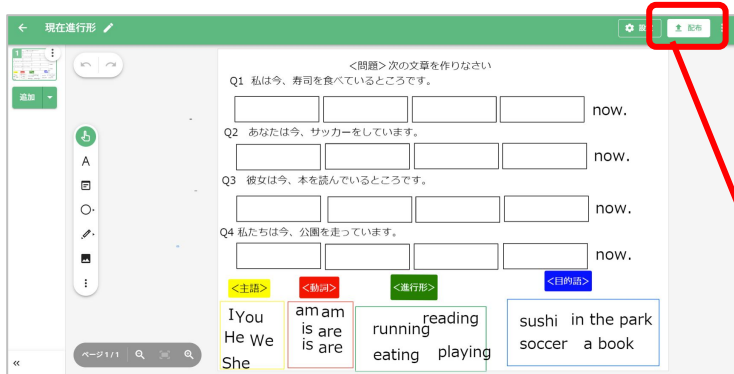 現在進行形
配布
1
追加
A
ページ1/1
<問題>次の文章を作りなさい
Q1 私は今、寿司を食べているところです。
now.
Q2 あなたは今、サッカーをしています。
now.
Q3 彼女は今、本を読んでいるところです。
now.
Q4 私たちは今、公園を走っています。
now.
<主語> <動詞> <進行形> <目的語>
I You
He We
She
am am
is are
is are
reading
running
eating playing
sushi in the park
soccer a book